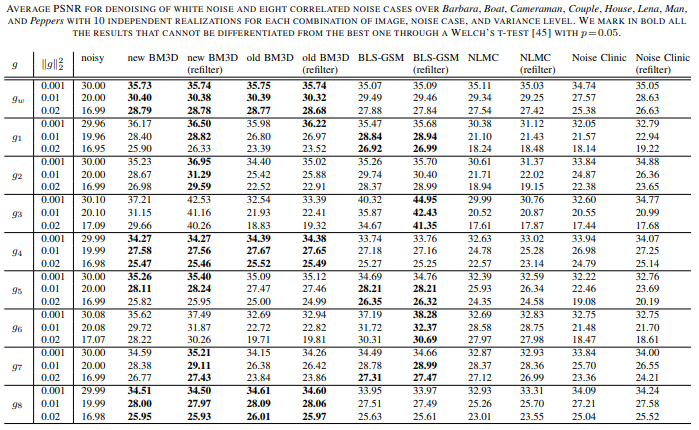 AVERAGE PSNR FOR DENOISING OF WHITE NOISE AND EIGHT CORRELATED NOISE CASES OVER Barbara, Boat, Cameraman, Couple, House, Lena, Man,
AND Peppers WITH 10 INDEPENDENT REALIZATIONS FOR EACH COMBINATION OF IMAGE, NOISE CASE, AND VARIANCE LEVEL. WE MARK IN BOLD ALL
THE RESULTS THAT CANNOT BE DIFFERENTIATED FROM THE BEST ONE THROUGH A WELCH'S T-TEST [45] WITH p=0.05.
g ‖g‖²₂ noisy new BM3D new BM3D (refilter) old BM3D old BM3D (refilter) BLS-GSM BLS-GSM (refilter) NLMC NLMC (refilter) Noise Clinic Noise Clinic (refilter)
0.001 30.00 35.73 35.74 35.75 35.74 35.07 35.09 35.11 35.03 34.74 35.05
g_w 0.01 20.00 30.40 30.38 30.39 30.32 29.49 29.46 29.34 29.25 27.57 28.63
0.02 16.99 28.79 28.78 28.77 28.68 27.88 27.84 27.54 27.42 25.38 26.63
0.001 29.96 36.17 36.50 35.98 36.22 35.47 35.68 30.38 31.12 32.05 32.79
g₁ 0.01 19.96 28.40 28.82 26.80 26.97 28.84 28.94 21.10 21.43 21.57 22.94
0.02 16.95 25.90 26.33 23.39 23.52 26.92 26.99 18.24 18.48 18.14 19.22
0.001 30.00 35.23 36.95 34.40 35.02 35.26 35.70 30.61 31.37 33.84 34.88
g₂ 0.01 20.00 28.67 31.29 25.42 25.88 29.74 30.40 21.71 22.02 24.87 26.36
0.02 16.99 26.98 29.59 22.52 22.91 28.37 28.99 18.94 19.15 22.38 23.65
0.001 30.10 37.21 42.53 32.54 33.39 40.32 44.95 30.29 30.76 32.60 34.77
g₃ 0.01 20.10 31.15 41.16 21.93 22.41 35.87 42.43 20.52 20.87 20.55 20.99
0.02 17.09 29.66 40.26 18.83 19.32 34.67 41.35 17.61 17.87 17.44 17.68
0.001 29.99 34.27 34.27 34.39 34.38 33.74 33.76 32.63 33.02 33.94 34.07
g₄ 0.01 19.99 27.58 27.56 27.67 27.65 27.18 27.16 24.78 25.28 26.98 27.25
0.02 16.98 25.47 25.46 25.52 25.49 25.27 25.25 22.57 23.14 24.79 25.14
0.001 30.00 35.26 35.40 35.09 35.12 34.69 34.76 32.39 32.59 32.22 32.76
g₅ 0.01 20.00 28.11 28.24 27.47 27.46 28.21 28.21 25.93 26.34 22.46 23.69
0.02 16.99 25.82 25.95 25.00 24.99 26.35 26.32 24.34 24.58 19.08 20.19
0.001 30.08 35.62 37.49 32.69 32.94 37.19 38.28 32.69 32.83 32.75 32.75
g₆ 0.01 20.08 29.72 31.87 22.72 22.82 31.72 32.37 28.58 28.75 21.48 21.70
0.02 17.07 28.22 30.26 19.71 19.81 30.31 30.69 27.97 27.98 18.47 18.61
0.001 30.00 34.59 35.21 34.15 34.26 34.49 34.66 32.87 32.93 33.84 34.00
g₇ 0.01 20.00 28.38 29.11 26.38 26.42 28.78 28.99 28.37 28.36 25.70 26.55
0.02 16.99 26.77 27.43 23.84 23.86 27.31 27.47 27.12 26.99 23.36 24.21
0.001 29.99 34.51 34.50 34.61 34.60 33.95 33.97 32.93 33.31 34.09 34.24
g₈ 0.01 19.99 28.00 27.97 28.09 28.06 27.51 27.49 25.26 25.70 27.21 27.58
0.02 16.98 25.95 25.93 26.01 25.97 25.63 25.61 23.01 23.55 25.04 25.52